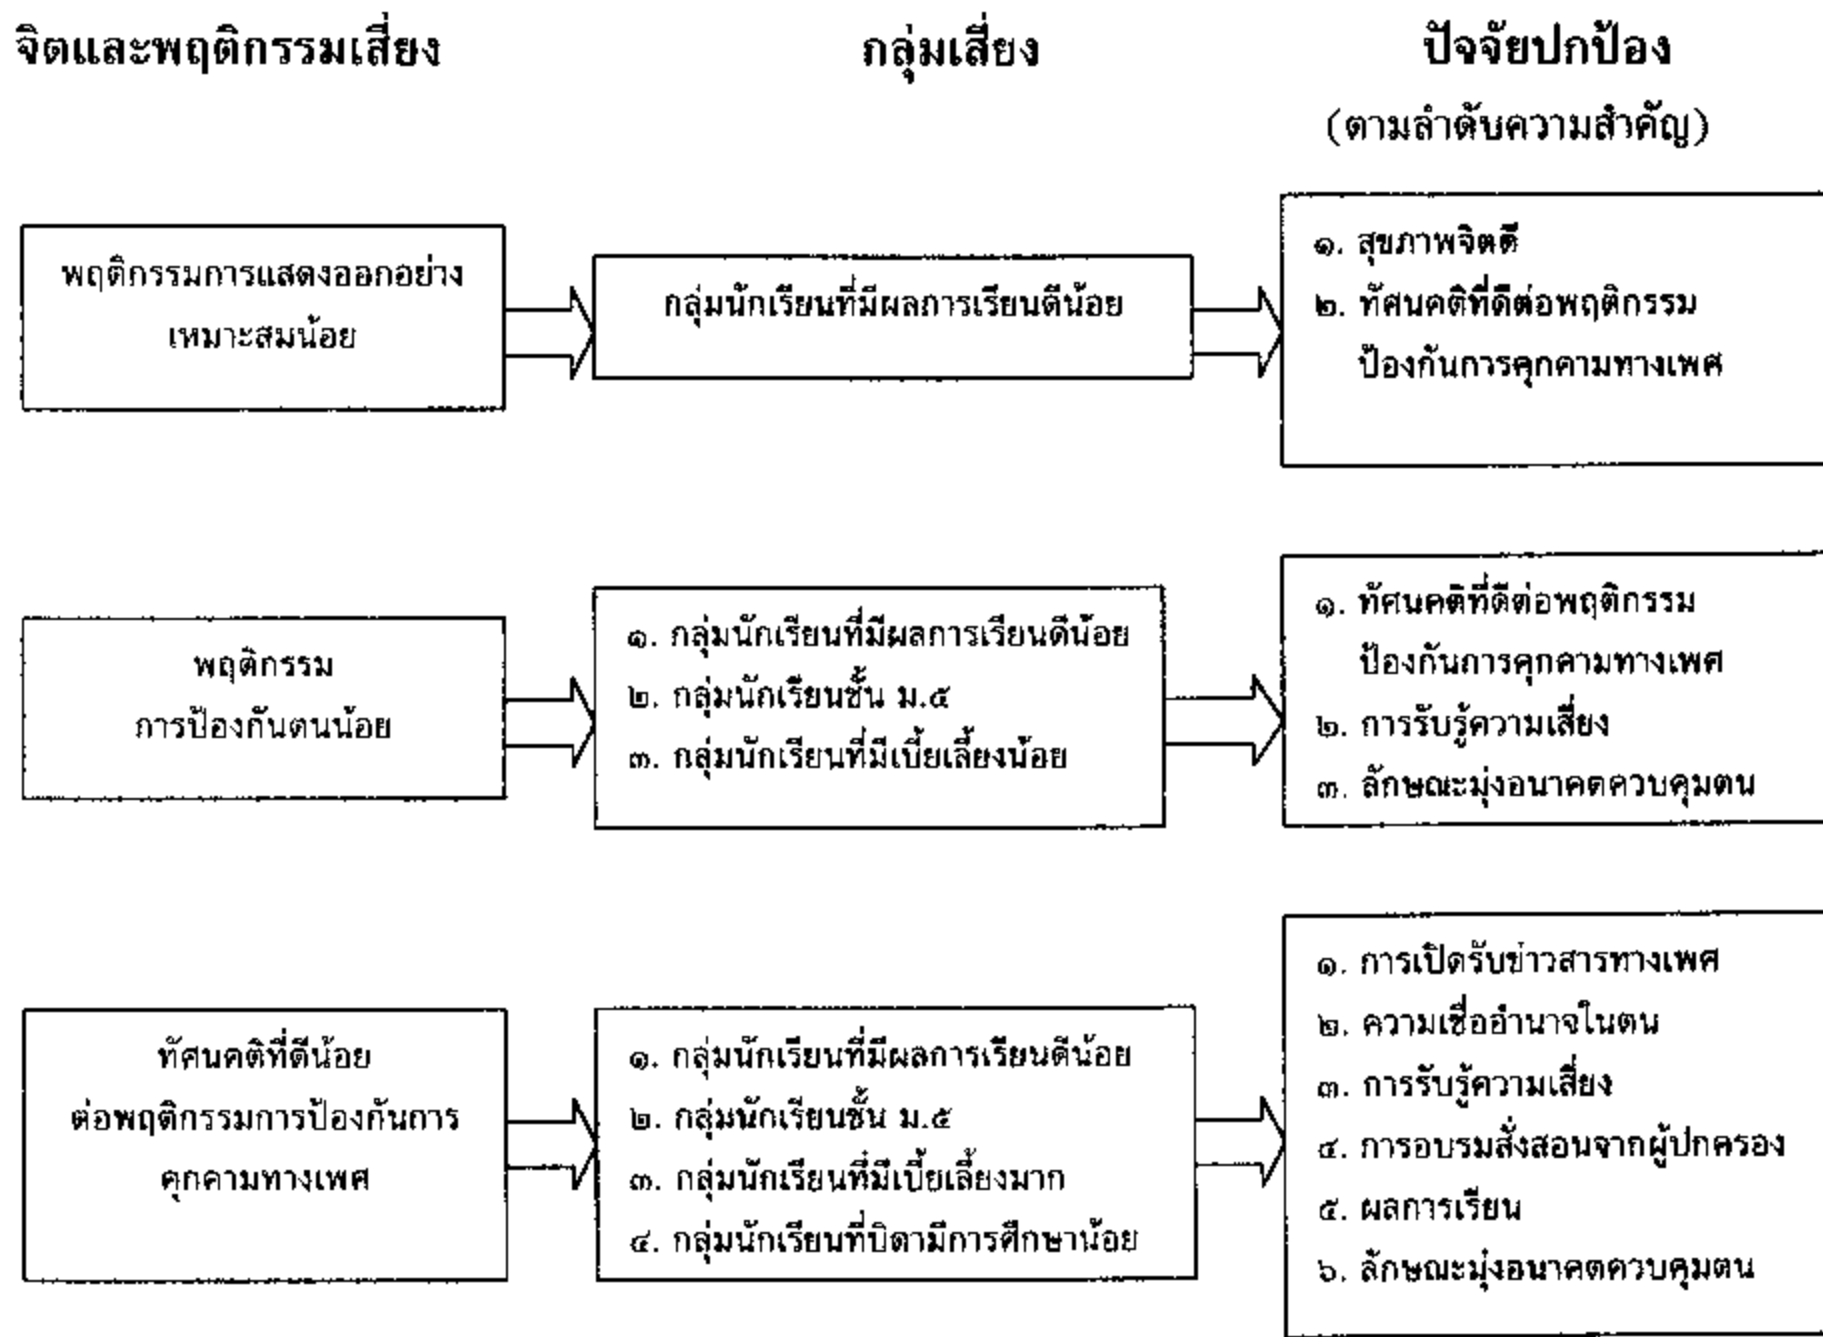 จิตและพฤติกรรมเสี่ยง
กลุ่มเสี่ยง
ปัจจัยปกป้อง
(ตามลำดับความสำคัญ)
พฤติกรรมการแสดงออกอย่าง
เหมาะสมน้อย
กลุ่มนักเรียนที่มีผลการเรียนดีน้อย
๑. สุขภาพจิตดี
๒. ทัศนคติที่ดีต่อพฤติกรรม
ป้องกันการคุกคามทางเพศ
พฤติกรรม
การป้องกันตนน้อย
๑. กลุ่มนักเรียนที่มีผลการเรียนดีน้อย
๒. กลุ่มนักเรียนชั้น ม.๕
๓. กลุ่มนักเรียนที่มีเบี้ยเลี้ยงน้อย
๑. ทัศนคติที่ดีต่อพฤติกรรม
ป้องกันการคุกคามทางเพศ
๒. การรับรู้ความเสี่ยง
๓. ลักษณะมุ่งอนาคตควบคุมตน
ทัศนคติที่ดีน้อย
ต่อพฤติกรรมการป้องกันการ
คุกคามทางเพศ
๑. กลุ่มนักเรียนที่มีผลการเรียนดีน้อย
๒. กลุ่มนักเรียนชั้น ม.๕
๓. กลุ่มนักเรียนที่มีเบี้ยเลี้ยงมาก
๔. กลุ่มนักเรียนที่บิดามีการศึกษาน้อย
๑. การเปิดรับข่าวสารทางเพศ
๒. ความเชื่ออำนาจในตน
๓. การรับรู้ความเสี่ยง
๔. การอบรมสั่งสอนจากผู้ปกครอง
๕. ผลการเรียน
๖. ลักษณะมุ่งอนาคตควบคุมตน